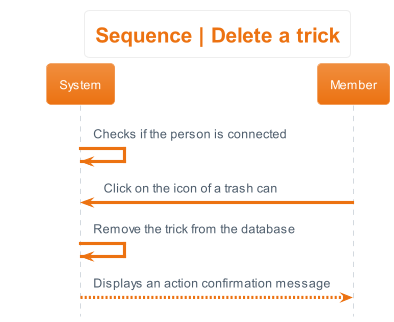 Sequence | Delete a trick
System
Member
Checks if the person is connected
Click on the icon of a trash can
Remove the trick from the database
Displays an action confirmation message